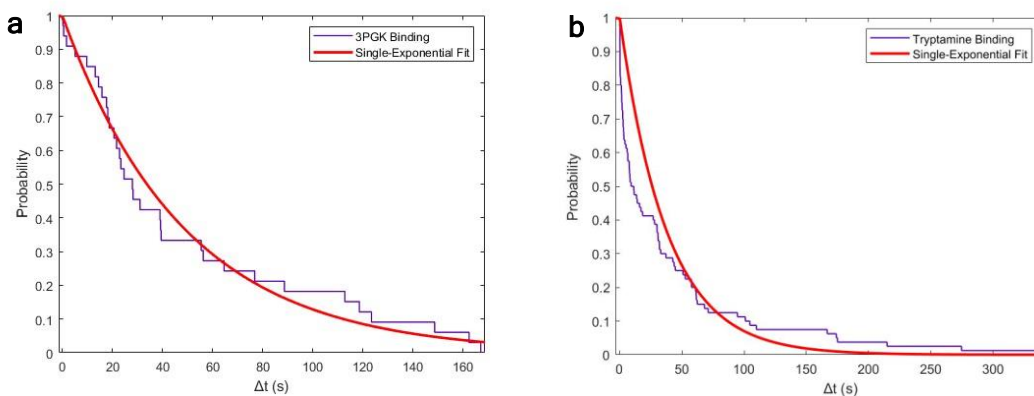 a
3PGK Binding
Single-Exponential Fit
Probability
1
0.9
0.8
0.7
0.6
0.5
0.4
0.3
0.2
0.1
0
0 20 40 60 80 100 120 140 160
Δt (s)
b
Tryptamine Binding
Single-Exponential Fit
Probability
1
0.9
0.8
0.7
0.6
0.5
0.4
0.3
0.2
0.1
0
0 50 100 150 200 250 300
Δt (s)